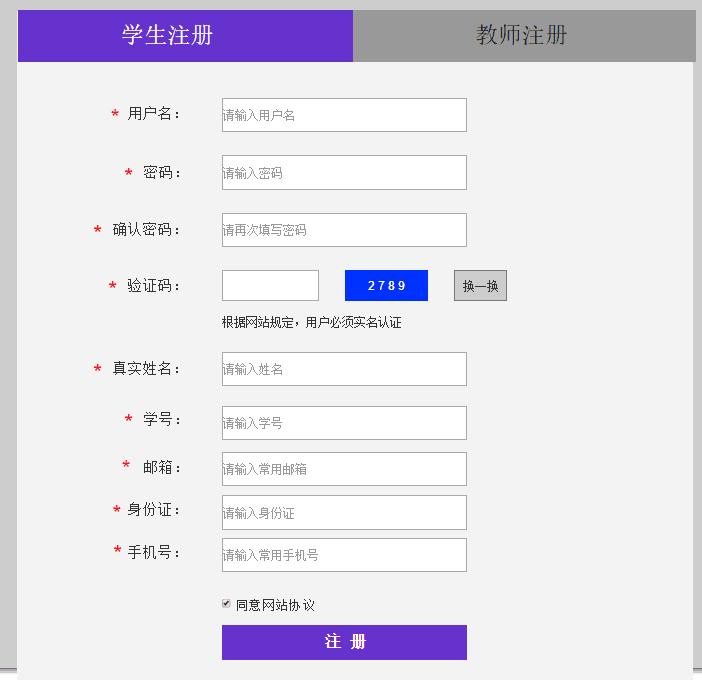 学生注册 教师注册
* 用户名： 请输入用户名
* 密码： 请输入密码
* 确认密码： 请再次填写密码
* 验证码： 2789 换一换
根据网站规定，用户必须实名认证
* 真实姓名： 请输入姓名
* 学号： 请输入学号
* 邮箱： 请输入常用邮箱
* 身份证： 请输入身份证
* 手机号： 请输入常用手机号
同意网站协议
注 册